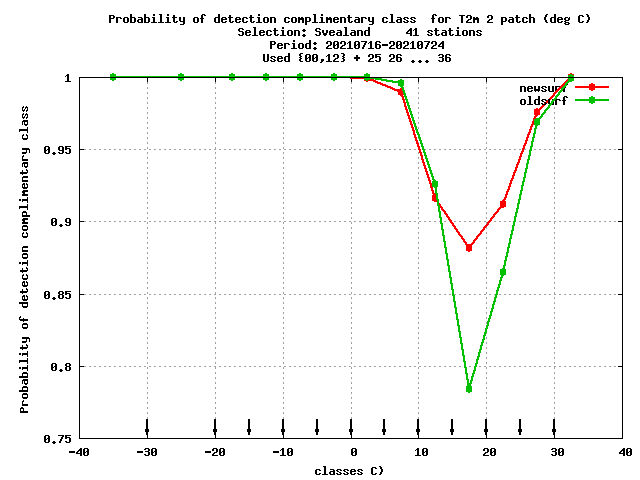 Probability of detection complimentary class  for T2m 2 patch (deg C)
Selection: Svealand     41 stations
Period: 20210716-20210724
Used {00,12} + 25 26 ... 36
Probability of detection complimentary class
1
0.95
0.9
0.85
0.8
0.75
newsurf
oldsurf
-40 -30 -20 -10 0 10 20 30 40
classes C)